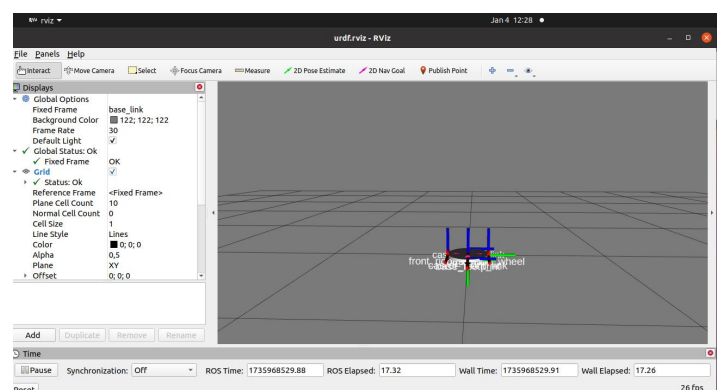 rviz
Jan 4 12:28
urdf.rviz - RViz
File Panels Help
Interact Move Camera Select Focus Camera Measure 2D Pose Estimate 2D Nav Goal Publish Point
Displays
Global Options
Fixed Frame base_link
Background Color 122; 122; 122
Frame Rate 30
Default Light ✓
Global Status: Ok
Fixed Frame OK
Grid ✓
Status: Ok
Reference Frame <Fixed Frame>
Plane Cell Count 10
Normal Cell Count 0
Cell Size 1
Line Style Lines
Color 0; 0; 0
Alpha 0,5
Plane XY
Offset 0; 0; 0
front
wheel
Add Duplicate Remove Rename
Time
Pause Synchronization: Off ROS Time: 1735968529.88 ROS Elapsed: 17.32 Wall Time: 1735968529.91 Wall Elapsed: 17.26
Reset 26 fps